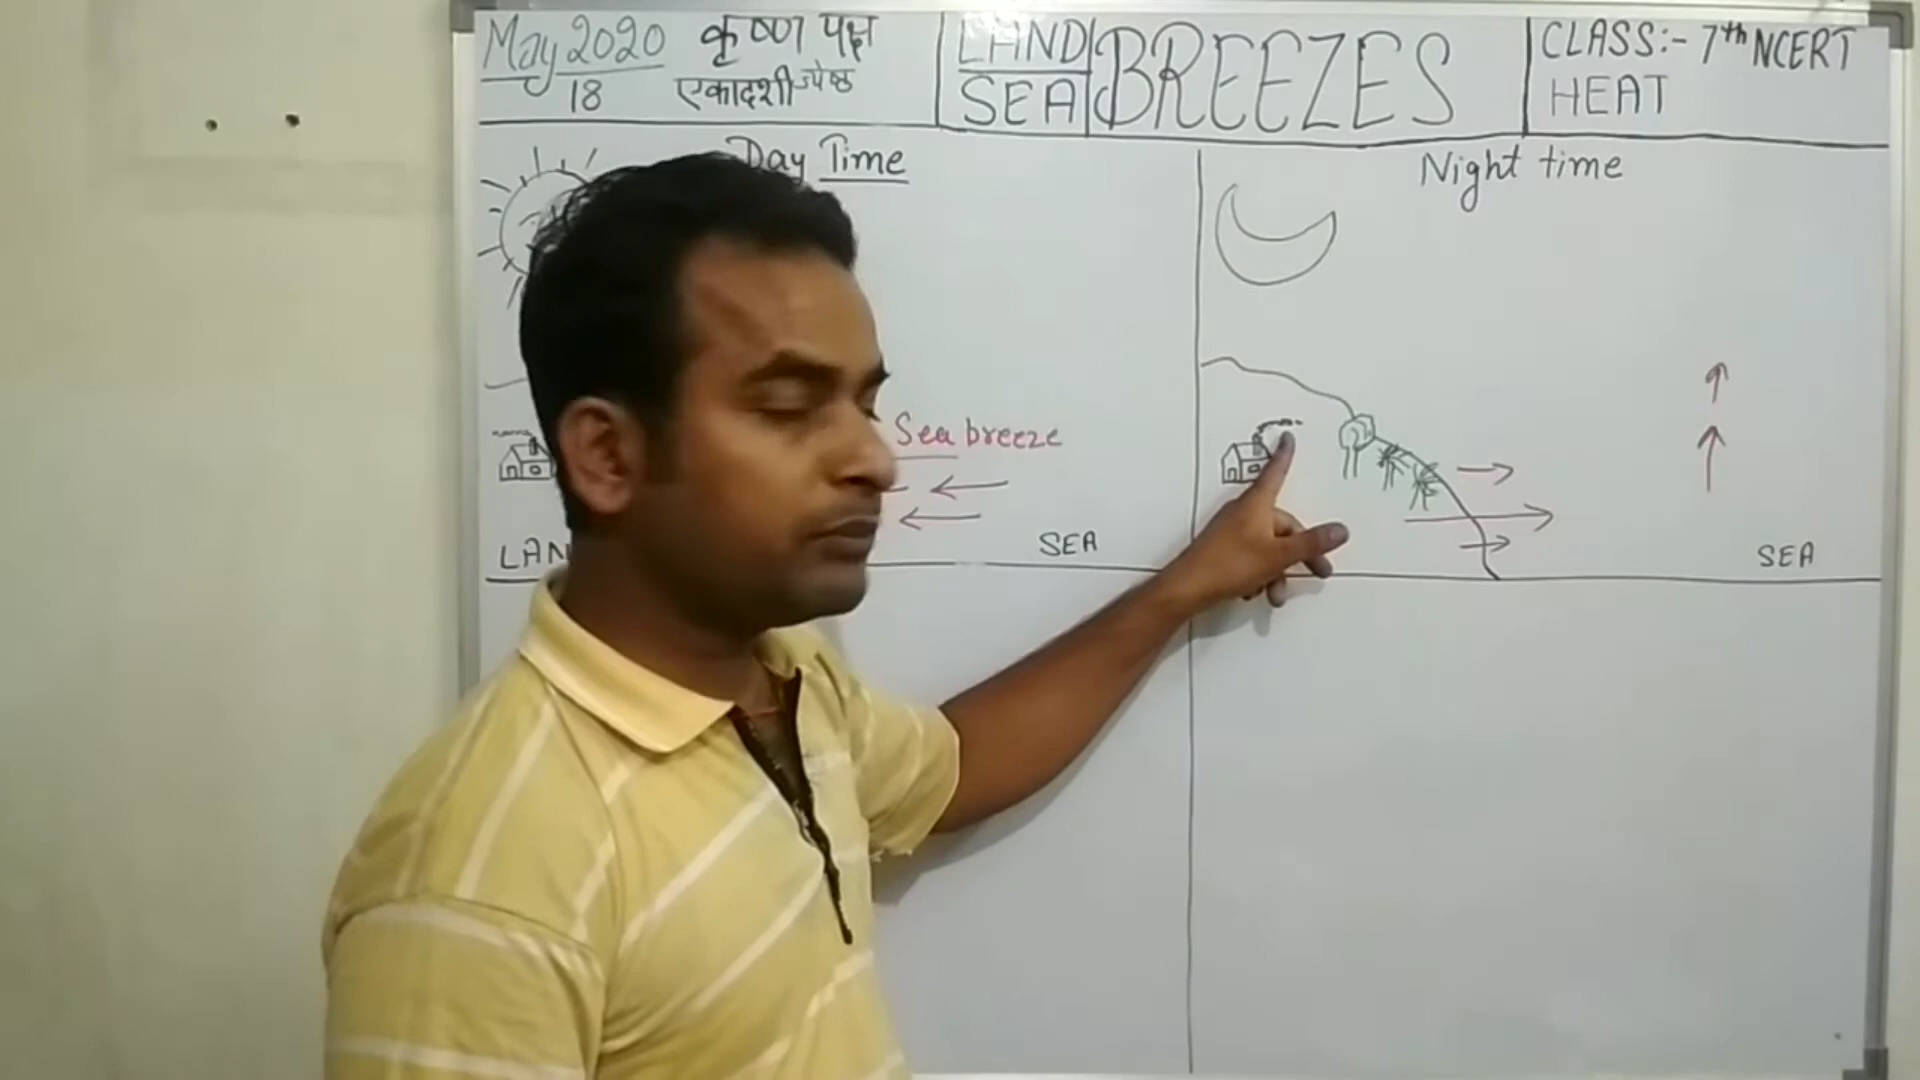 May 2020
18
कृष्ण पक्ष
एकादशी ज्येष्ठ
LAND
SEA
BREEZES
CLASS:- 7th NCERT
HEAT
Day Time
Sea breeze
SEA
Night time
SEA